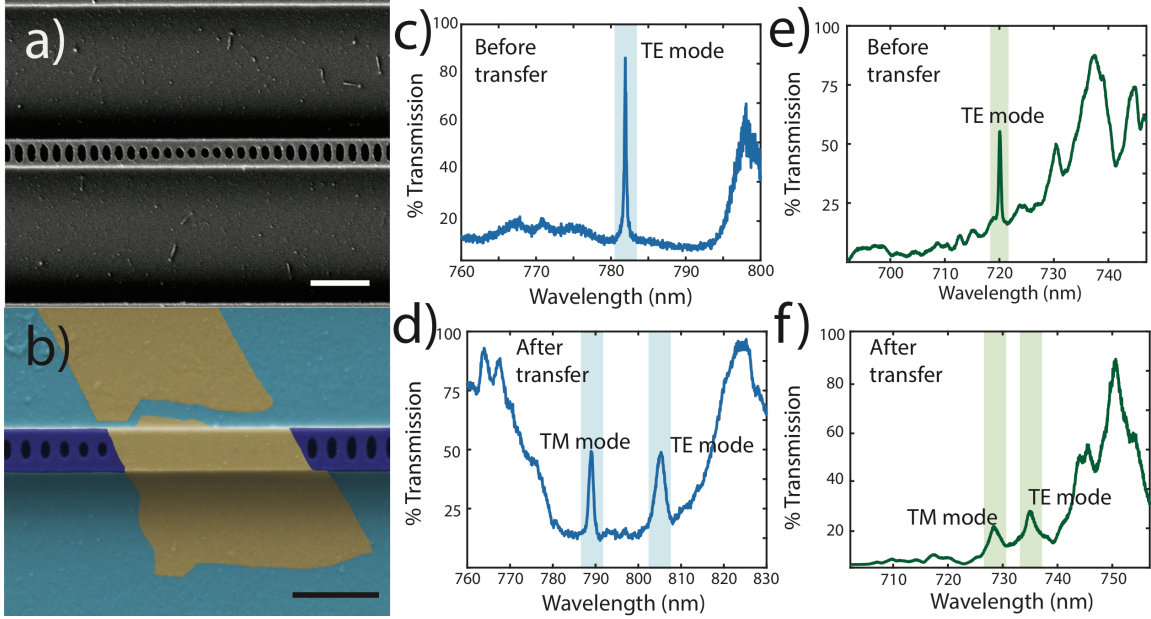 a)
b)
c)
100
80
60
40
20
% Transmission
Before
transfer
TE mode
760
770
780
790
800
Wavelength (nm)
d)
100
75
50
25
% Transmission
After
transfer
TM mode
TE mode
760
770
780
790
800
810
820
830
Wavelength (nm)
e)
100
75
50
25
% Transmission
Before
transfer
TE mode
700
710
720
730
740
Wavelength (nm)
f)
100
80
60
40
20
% Transmission
After
transfer
TM mode
TE mode
710
720
730
740
750
Wavelength (nm)